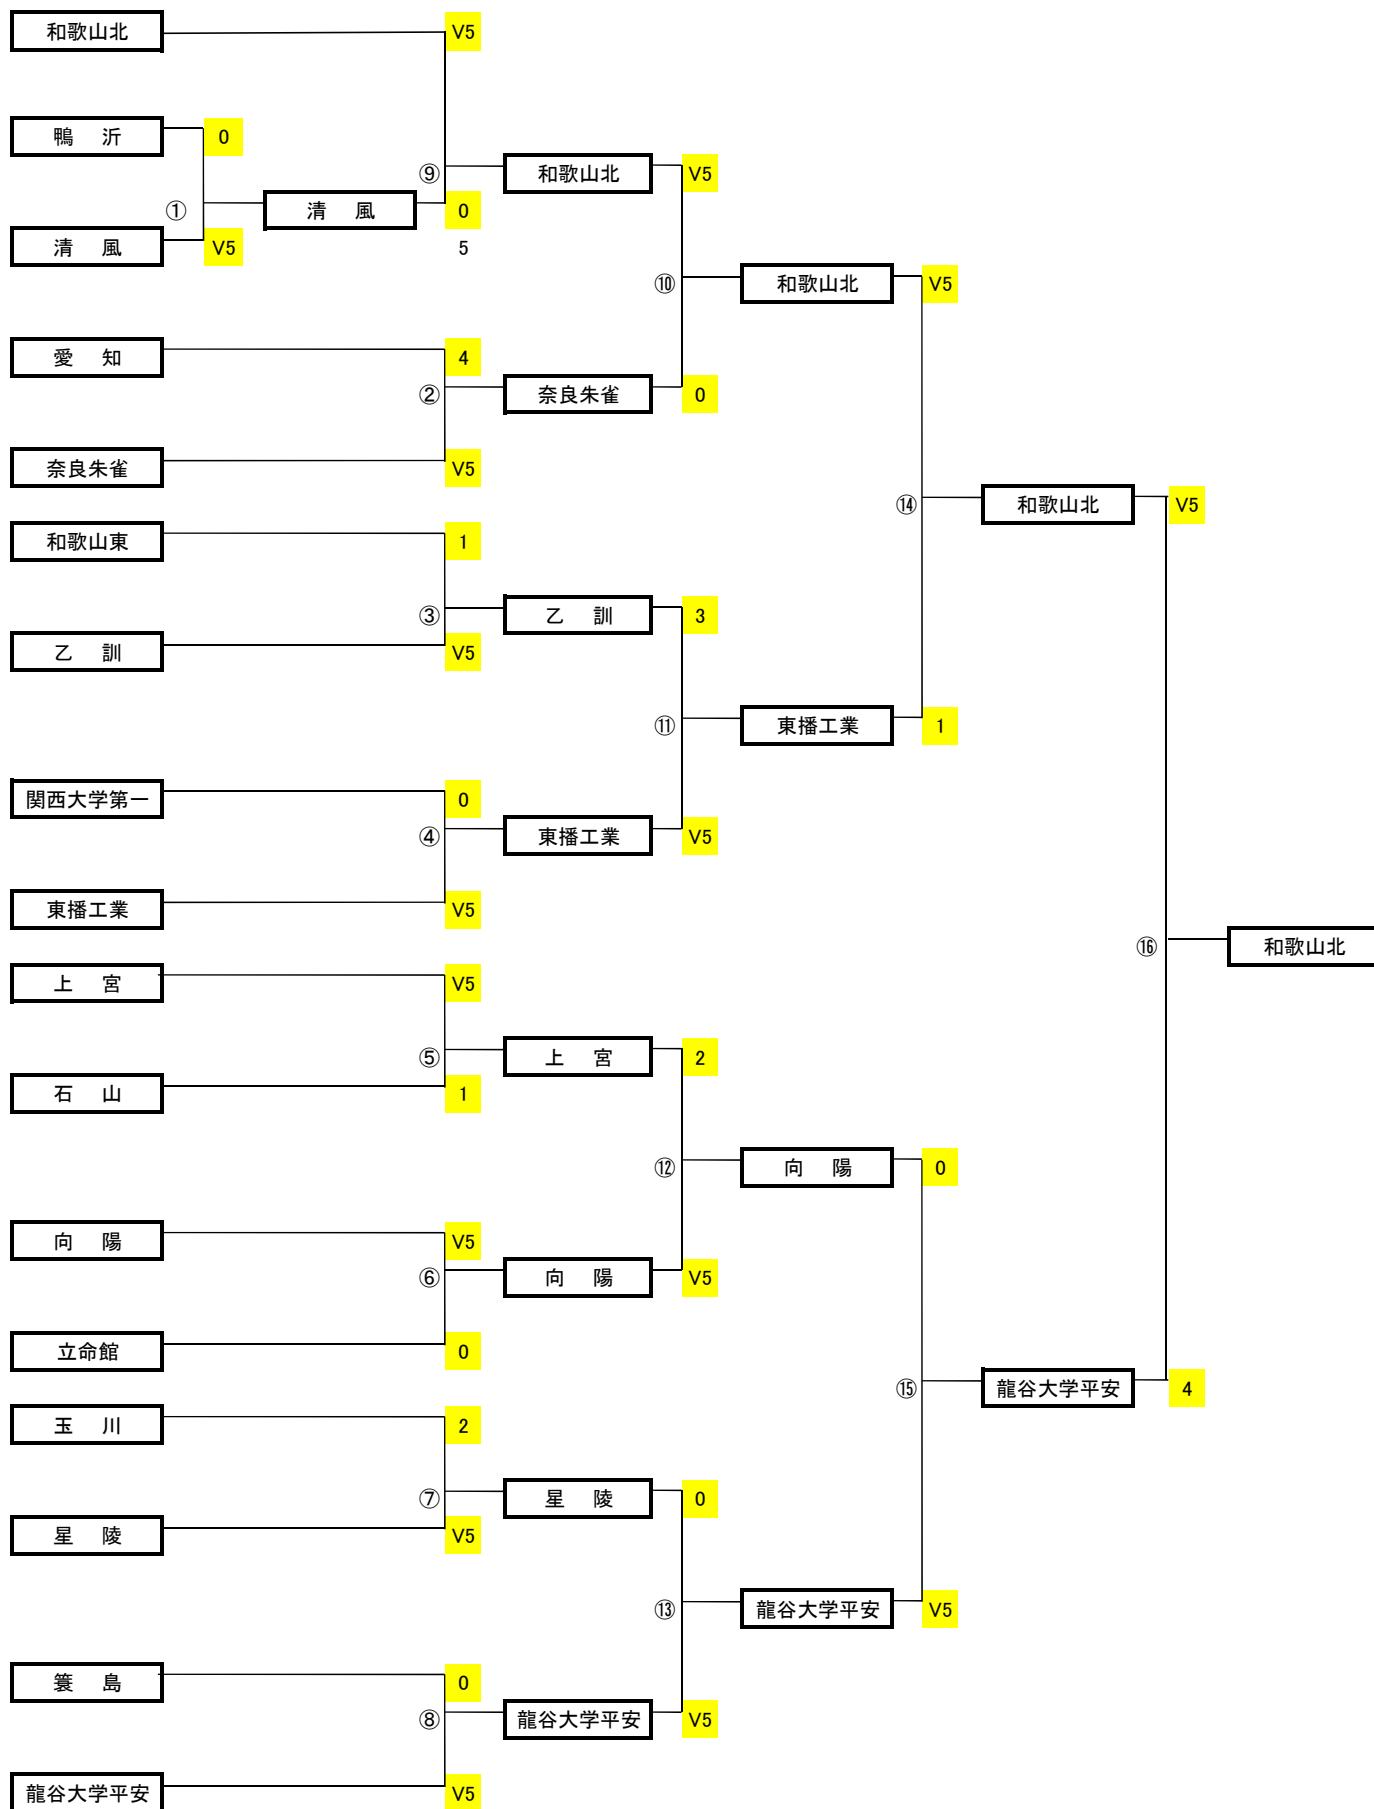 和歌山北 V5
鴨 沂 0
⑨ 和歌山北 V5
① 清 風 0
清 風 V5 5
⑩ 和歌山北 V5
愛 知 4
② 奈良朱雀 0
奈良朱雀 V5
⑭ 和歌山北 V5
和歌山東 1
③ 乙 訓 3
乙 訓 V5
⑪ 東播工業 1
関西大学第一 0
④ 東播工業 V5
東播工業 V5
⑯ 和歌山北
上 宮 V5
⑤ 上 宮 2
石 山 1
⑫ 向 陽 0
向 陽 V5
⑥ 向 陽 V5
立命館 0
⑮ 龍谷大学平安 4
玉 川 2
⑦ 星 陵 0
星 陵 V5
⑬ 龍谷大学平安 V5
簑 島 0
⑧ 龍谷大学平安 V5
龍谷大学平安 V5